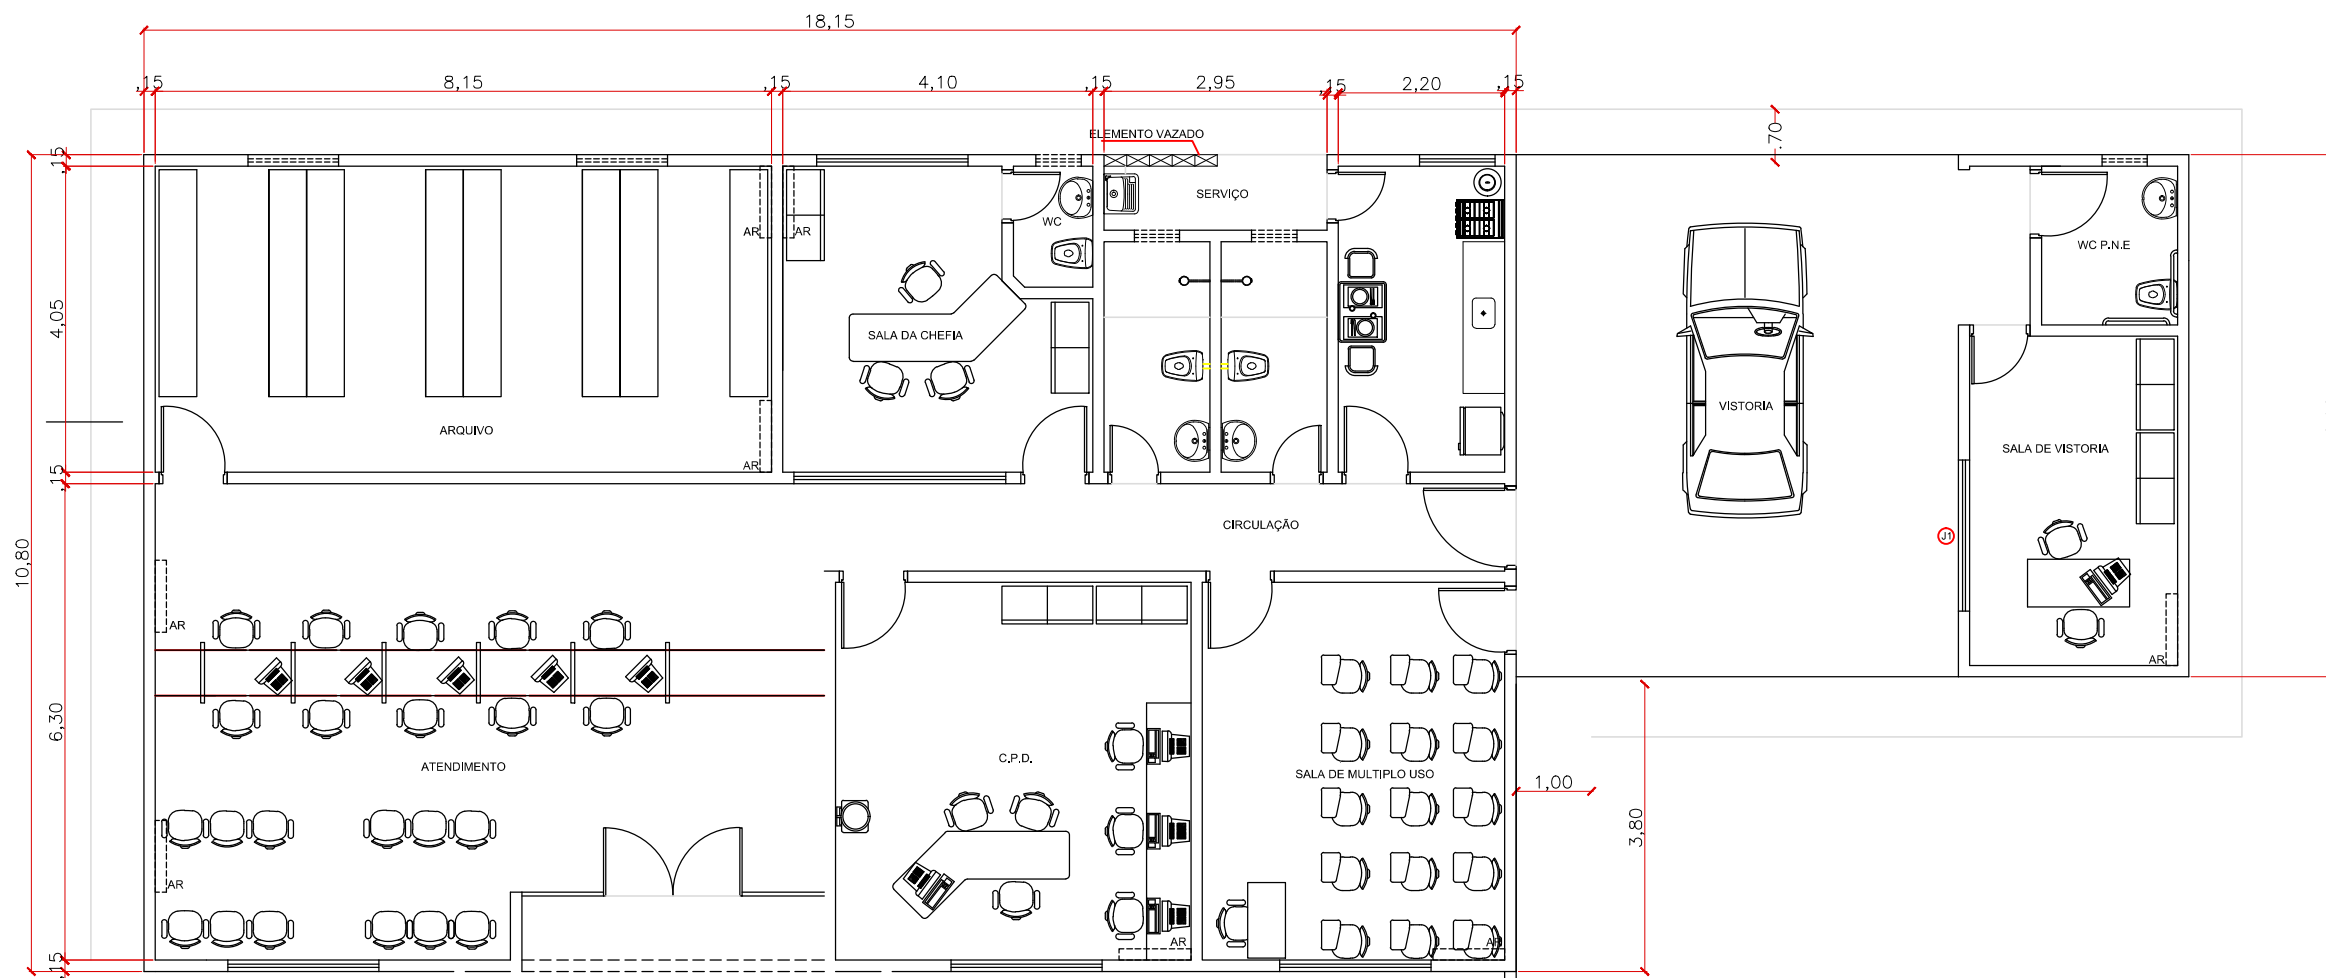 18,15
,15
8,15
,15
4,10
,15
2,95
,15
2,20
,15
ELEMENTO VAZADO
.70
,15
SERVIÇO
WC
AR
AR
WC P.N.E
4,05
SALA DA CHEFIA
VISTORIA
ARQUIVO
SALA DE VISTORIA
AR
,15
CIRCULAÇÃO
J1
10,80
AR
AR
6,30
ATENDIMENTO
C.P.D.
SALA DE MULTIPLO USO
1,00
3,80
AR
AR
AR
,15